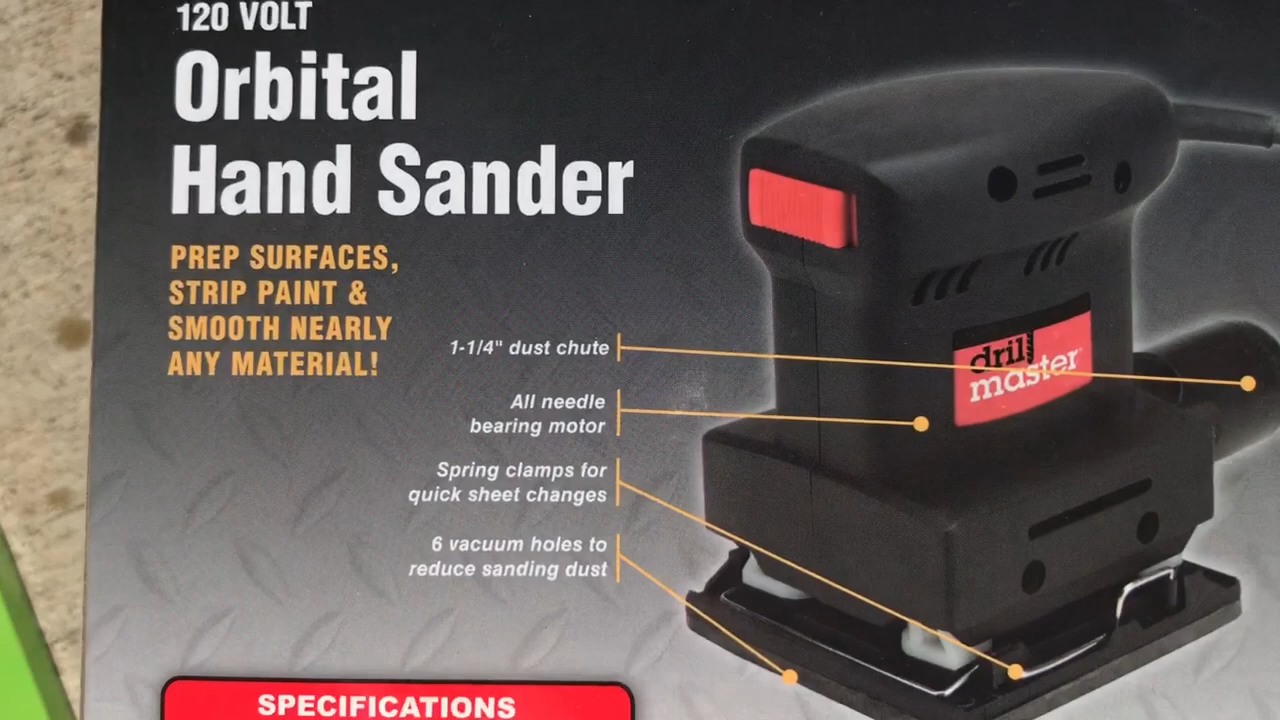 120 VOLT
Orbital
Hand Sander
PREP SURFACES,
STRIP PAINT &
SMOOTH NEARLY
ANY MATERIAL!
1-1/4" dust chute
All needle
bearing motor
Spring clamps for
quick sheet changes
6 vacuum holes to
reduce sanding dust
drill
master
SPECIFICATIONS